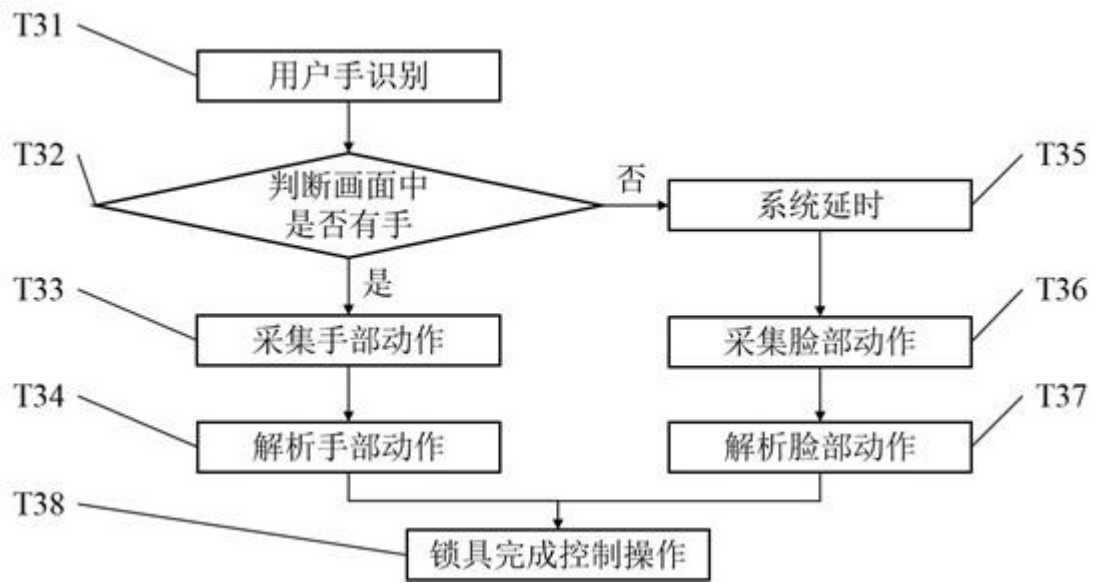 T31
用户手识别
T32
判断画面中
是否有手
否
T35
系统延时
是
T33
采集手部动作
T36
采集脸部动作
T34
解析手部动作
T37
解析脸部动作
T38
锁具完成控制操作